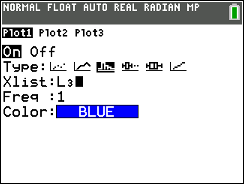 NORMAL FLOAT AUTO REAL RADIAN MP
Plot1 Plot2 Plot3
On Off
Type:
Xlist:L₃
Freq :1
Color: BLUE